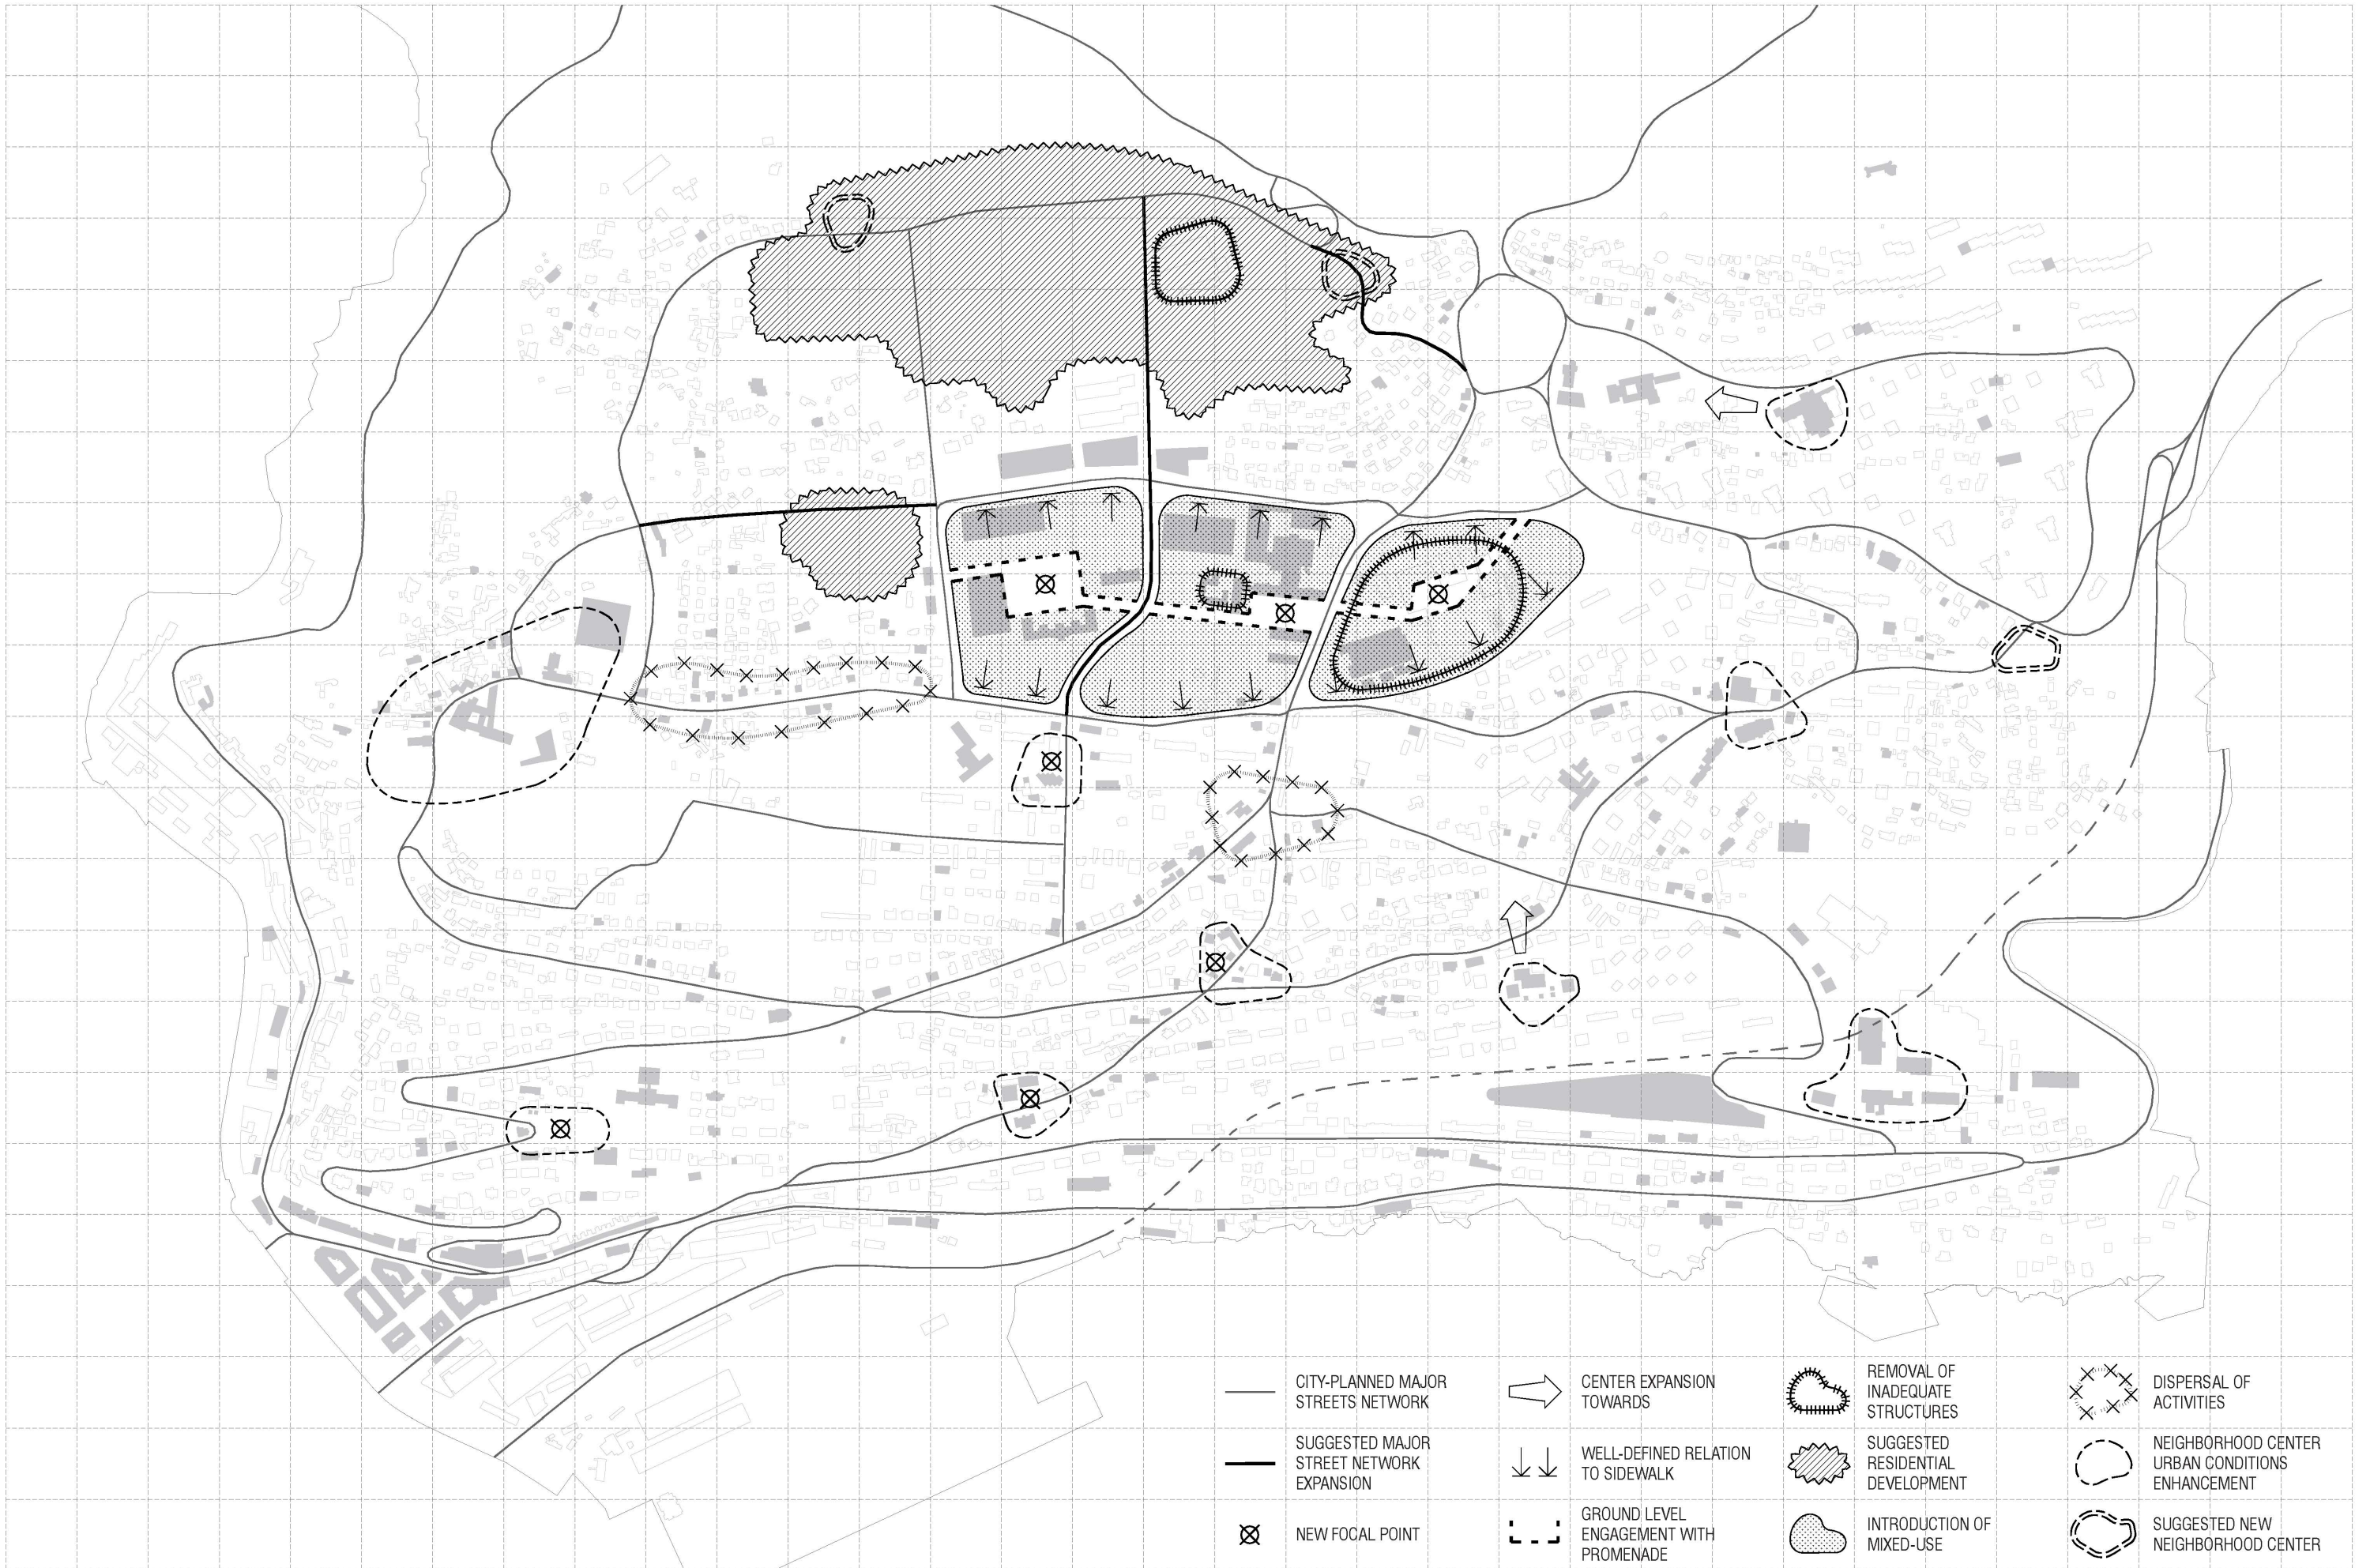 CITY-PLANNED MAJOR
STREETS NETWORK
SUGGESTED MAJOR
STREET NETWORK
EXPANSION
NEW FOCAL POINT
CENTER EXPANSION
TOWARDS
WELL-DEFINED RELATION
TO SIDEWALK
GROUND LEVEL
ENGAGEMENT WITH
PROMENADE
REMOVAL OF
INADEQUATE
STRUCTURES
SUGGESTED
RESIDENTIAL
DEVELOPMENT
INTRODUCTION OF
MIXED-USE
DISPERSAL OF
ACTIVITIES
NEIGHBORHOOD CENTER
URBAN CONDITIONS
ENHANCEMENT
SUGGESTED NEW
NEIGHBORHOOD CENTER